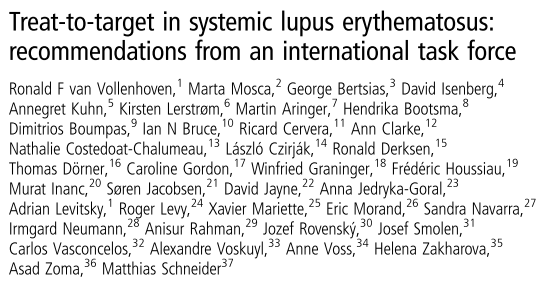 Treat-to-target in systemic lupus erythematosus:
recommendations from an international task force
Ronald F van Vollenhoven,1 Marta Mosca,2 George Bertsias,3 David Isenberg,4
Annegret Kuhn,5 Kirsten Lerstrøm,6 Martin Aringer,7 Hendrika Bootsma,8
Dimitrios Boumpas,9 Ian N Bruce,10 Ricard Cervera,11 Ann Clarke,12
Nathalie Costedoat-Chalumeau,13 László Czirják,14 Ronald Derksen,15
Thomas Dörner,16 Caroline Gordon,17 Winfried Graninger,18 Frédéric Houssiau,19
Murat Inanc,20 Søren Jacobsen,21 David Jayne,22 Anna Jedryka-Goral,23
Adrian Levitsky,1 Roger Levy,24 Xavier Mariette,25 Eric Morand,26 Sandra Navarra,27
Irmgard Neumann,28 Anisur Rahman,29 Jozef Rovenský,30 Josef Smolen,31
Carlos Vasconcelos,32 Alexandre Voskuyl,33 Anne Voss,34 Helena Zakharova,35
Asad Zoma,36 Matthias Schneider37